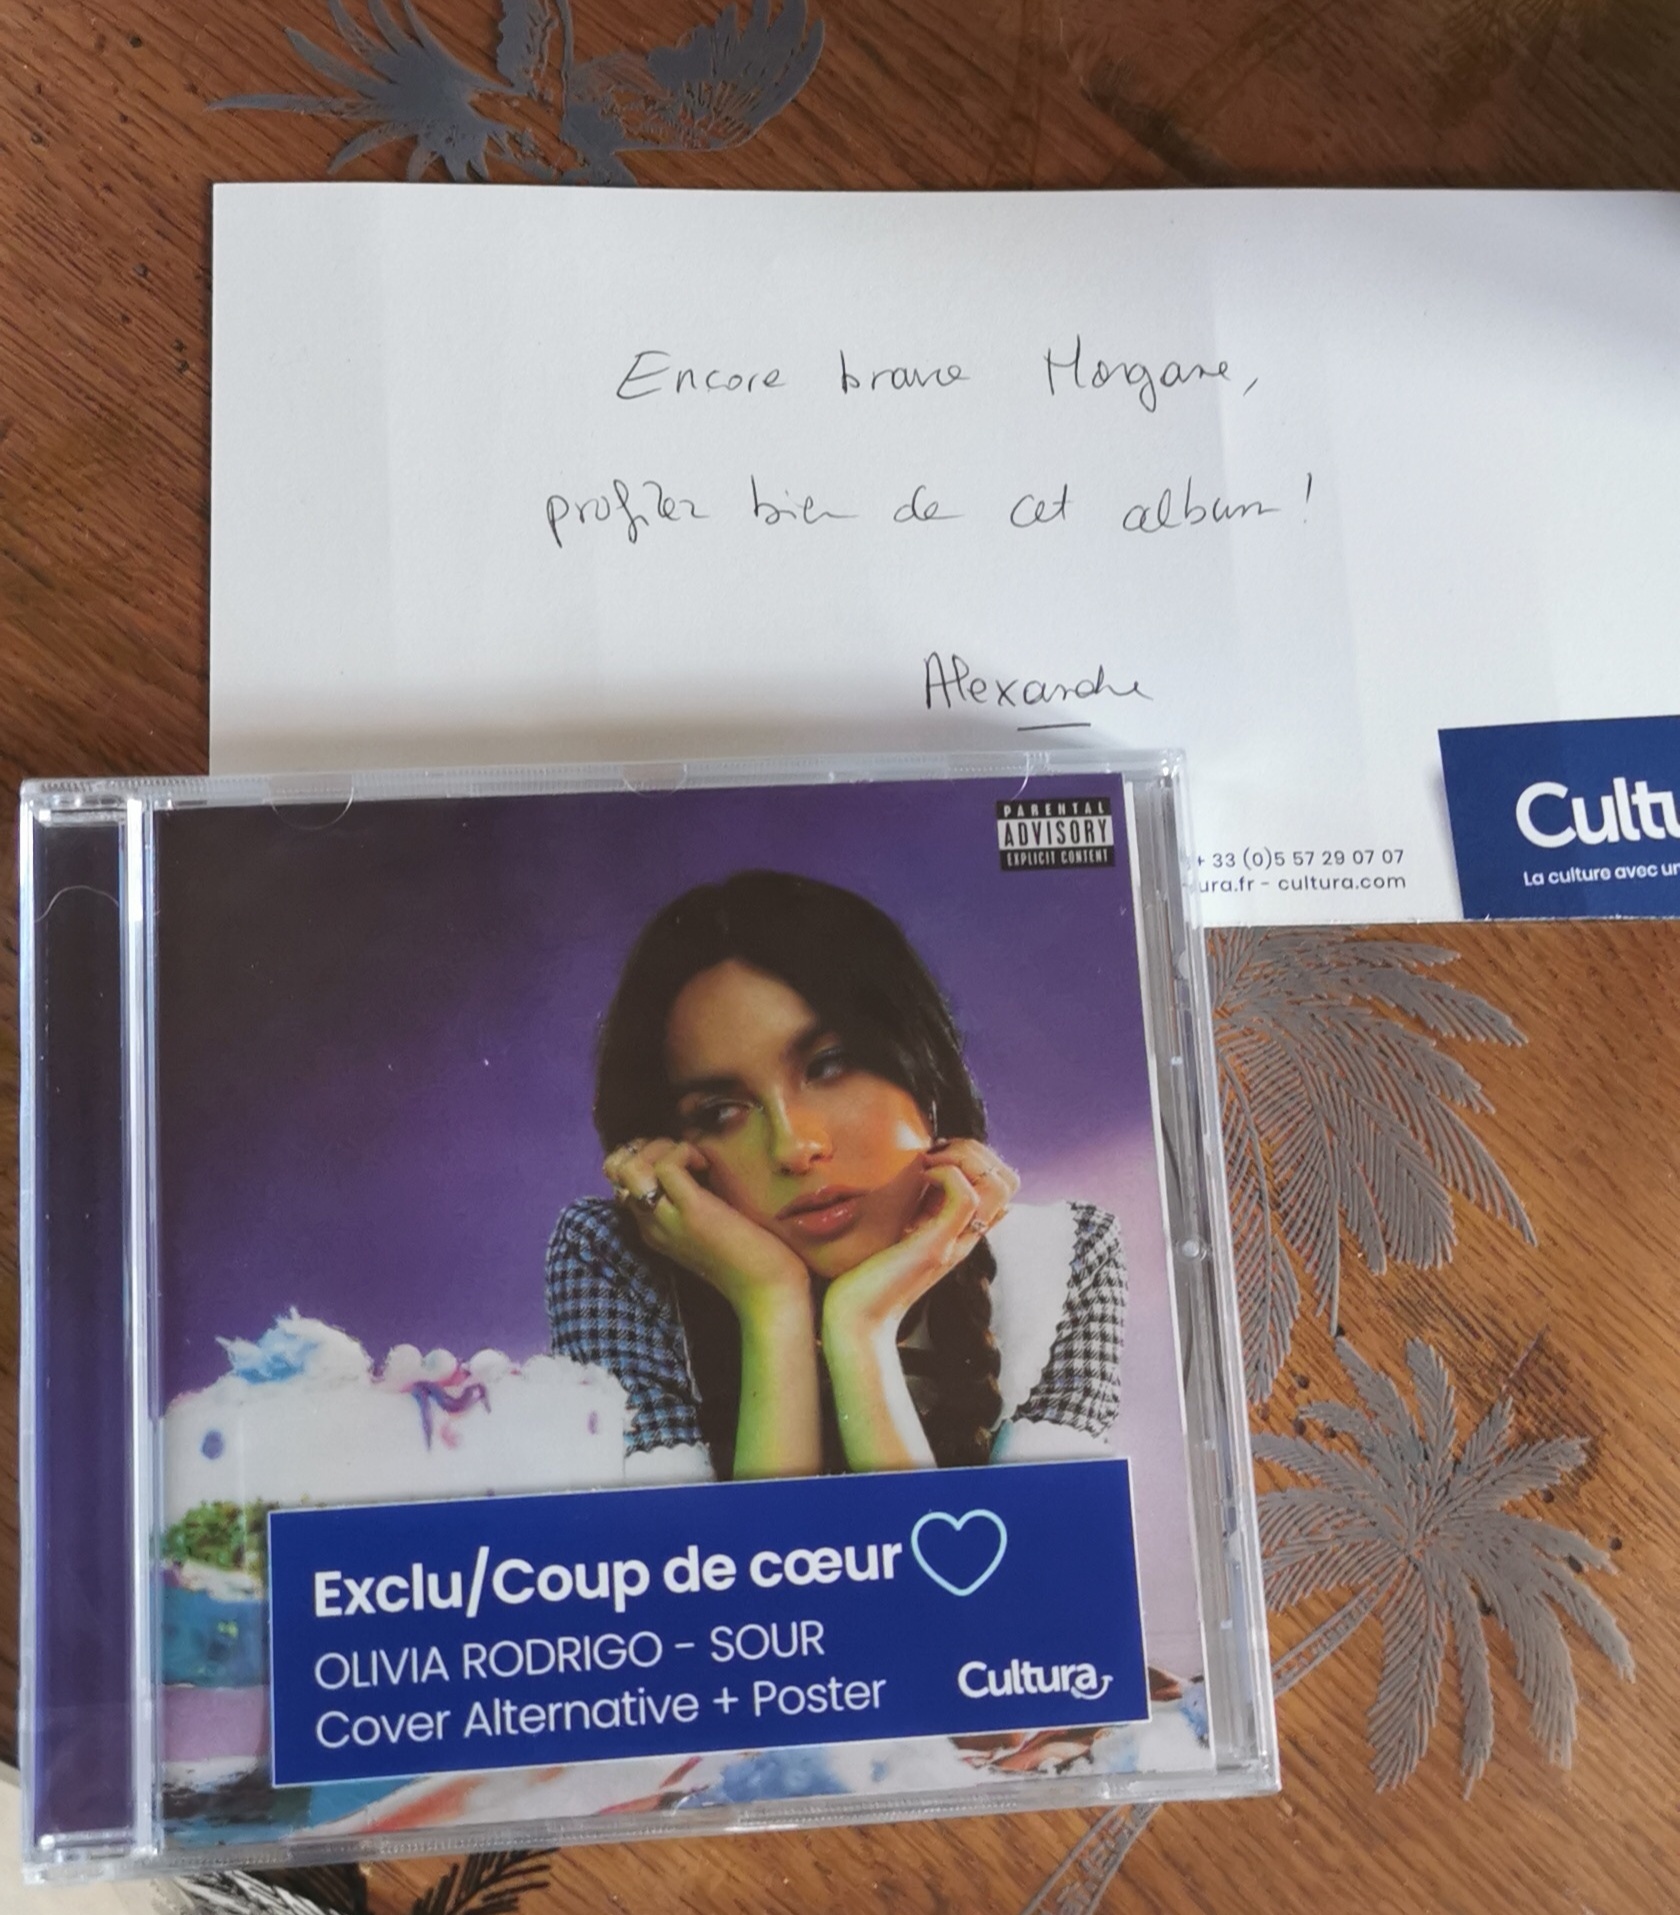 Encore bravo Morgane,
profitez bien de cet album !
Alexandre
PARENTAL
ADVISORY
EXPLICIT CONTENT
+ 33 (0)5 57 29 07 07
ura.fr - cultura.com
Cultu
La culture avec un
Exclu/Coup de cœur
OLIVIA RODRIGO - SOUR
Cover Alternative + Poster
Cultura